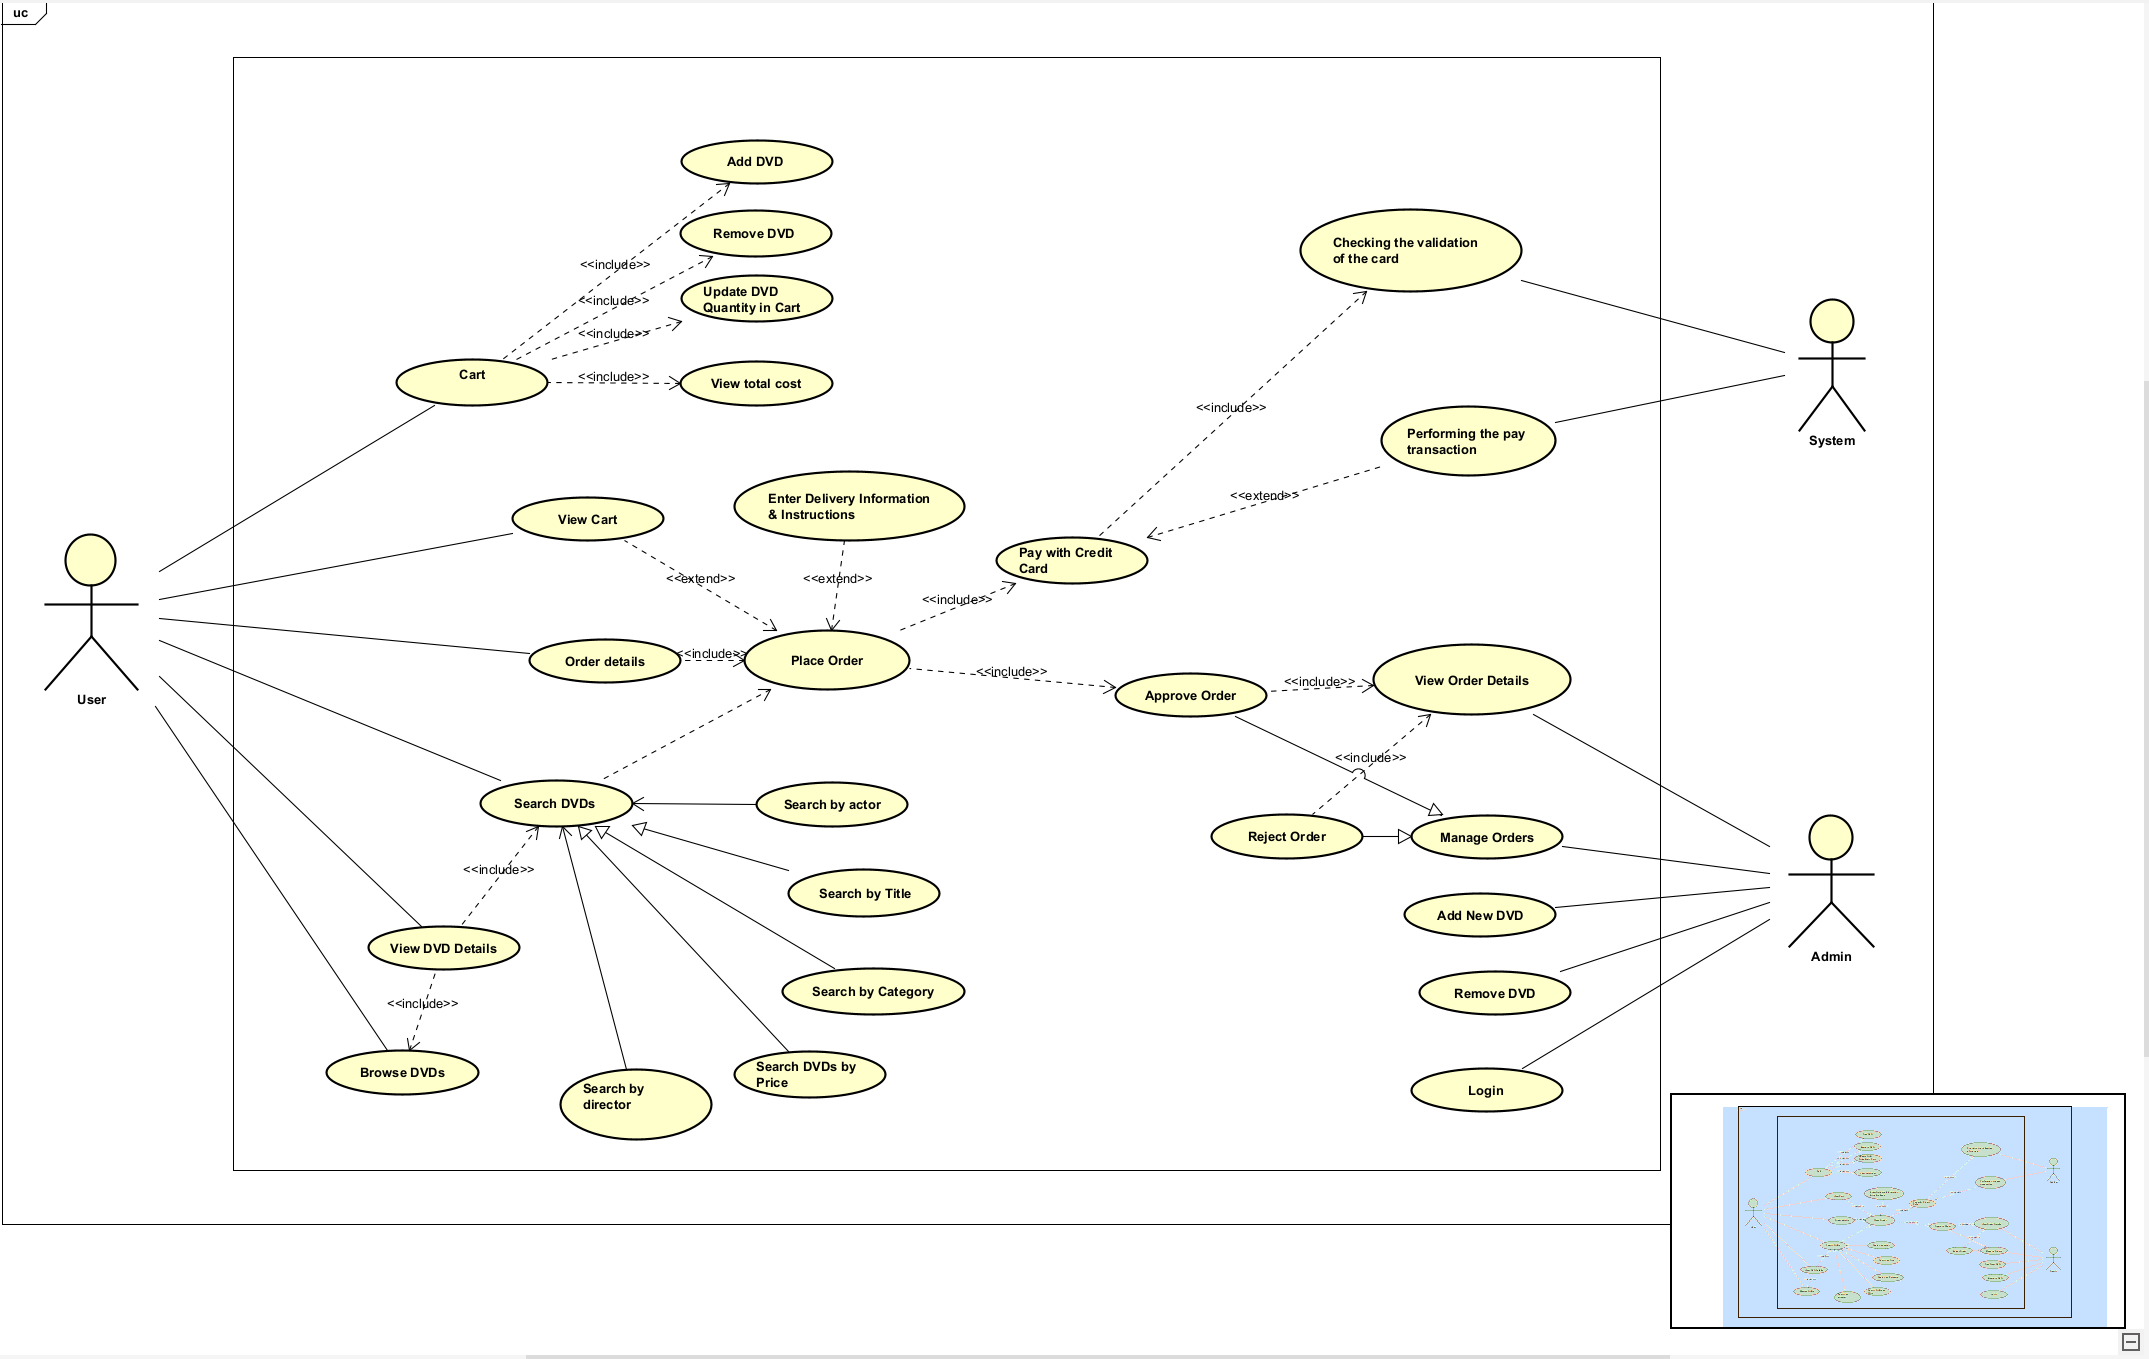 uc
Add DVD
Remove DVD
<<include>>
Update DVD
Quantity in Cart
<<include>>
<<include>>
Cart
<<include>>
View total cost
Checking the validation
of the card
<<include>>
Performing the pay
transaction
System
<<extend>>
View Cart
Enter Delivery Information
& Instructions
<<extend>>
<<extend>>
Pay with Credit
Card
<<include>>
User
Order details
<<include>>
Place Order
<<include>>
Approve Order
<<include>>
View Order Details
<<include>>
Search DVDs
Search by actor
Reject Order
Manage Orders
<<include>>
Search by Title
Add New DVD
View DVD Details
Admin
<<include>>
Search by Category
Remove DVD
Browse DVDs
Search by
director
Search DVDs by
Price
Login